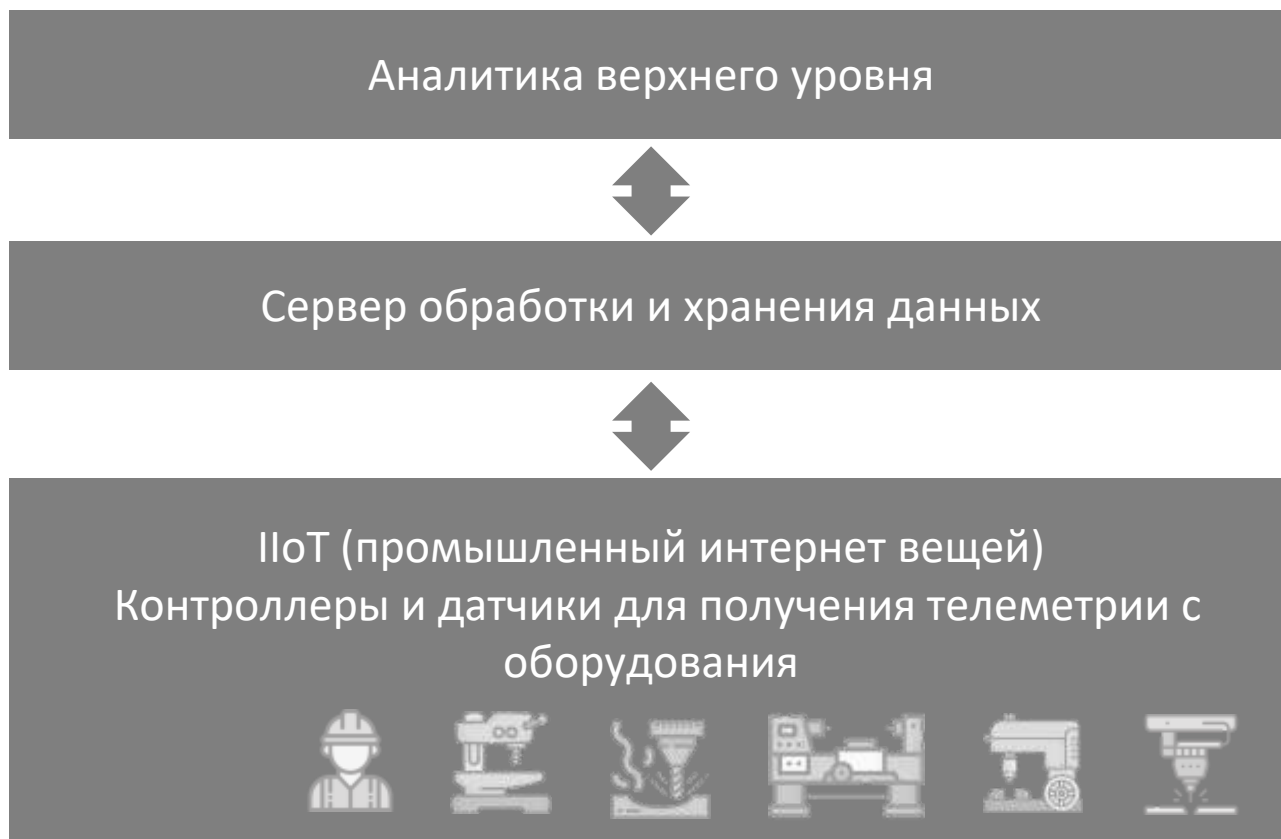 Аналитика верхнего уровня
Сервер обработки и хранения данных
IIoT (промышленный интернет вещей)
Контроллеры и датчики для получения телеметрии с
оборудования